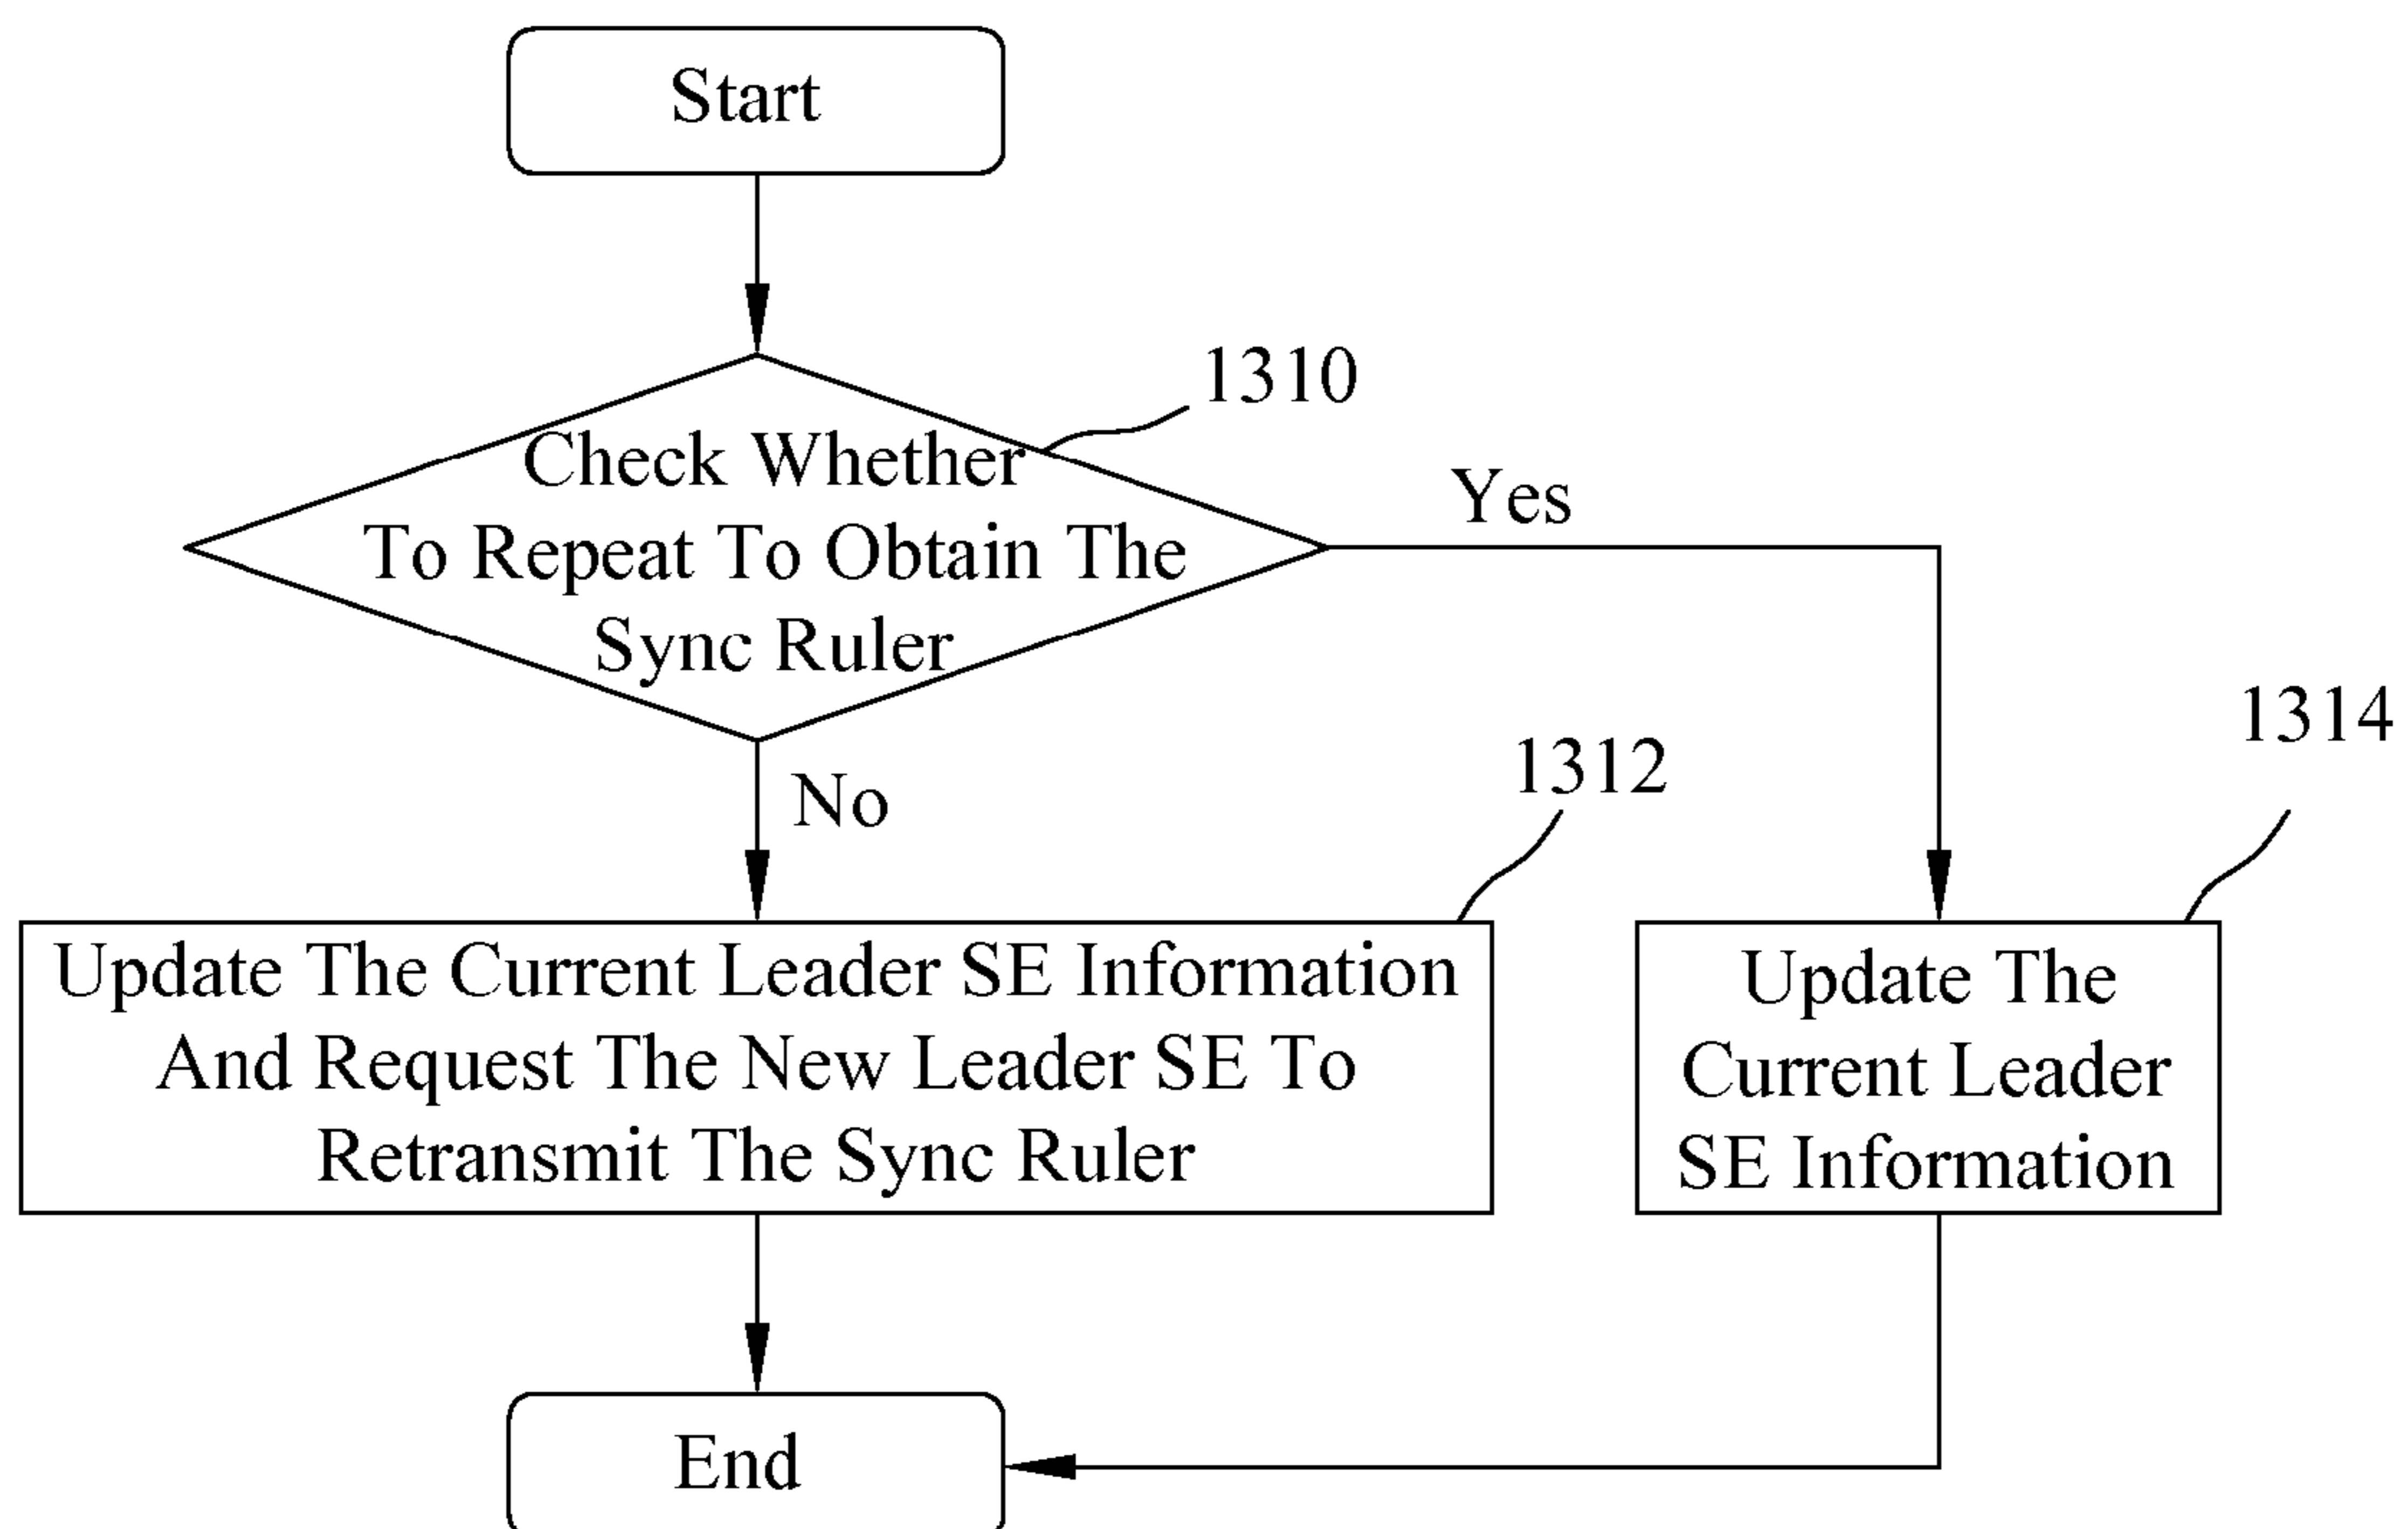 Start
1310
Check Whether
To Repeat To Obtain The
Sync Ruler
Yes
No
1312
1314
Update The Current Leader SE Information
And Request The New Leader SE To
Retransmit The Sync Ruler
Update The
Current Leader
SE Information
End